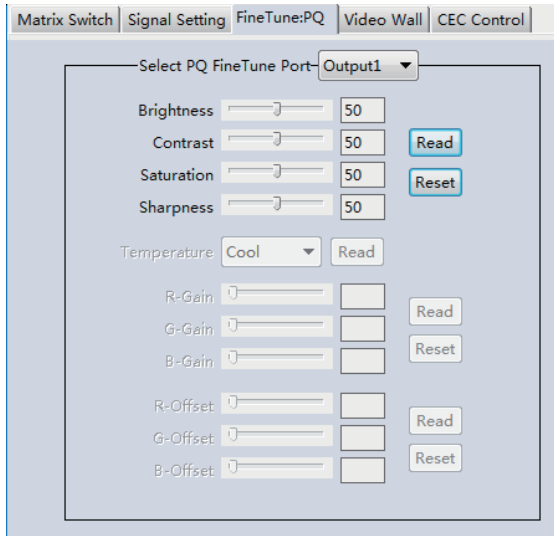 Matrix Switch Signal Setting FineTune:PQ Video Wall CEC Control
Select PQ FineTune Port Output1
Brightness 50
Contrast 50 Read
Saturation 50 Reset
Sharpness 50
Temperature Cool Read
R-Gain
G-Gain Read
B-Gain Reset
R-Offset
G-Offset Read
B-Offset Reset